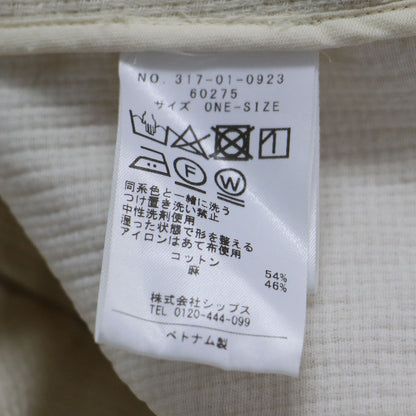 NO. 317-01-0923
60275
サイズ ONE-SIZE
F W
同系色と一緒に洗う
つけ置き洗い禁止
中性洗剤使用
湿った状態で形を整える
アイロンはあて布使用
コットン 54%
麻 46%
株式会社シップス
TEL 0120-444-099
ベトナム製